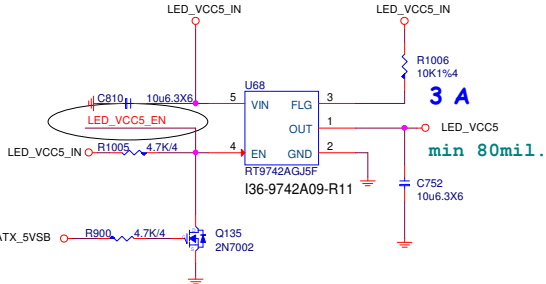 LED_VCC5_IN
LED_VCC5_IN
R1006
10K1%4
C810
10u6.3X6
U68
5
VIN
FLG
3
3 A
LED_VCC5_EN
OUT
1
LED_VCC5
LED_VCC5_IN
R1005
4.7K/4
4
EN
GND
2
min 80mil.
RT9742AGJ5F
I36-9742A09-R11
C752
10u6.3X6
ATX_5VSB
R900
4.7K/4
Q135
2N7002